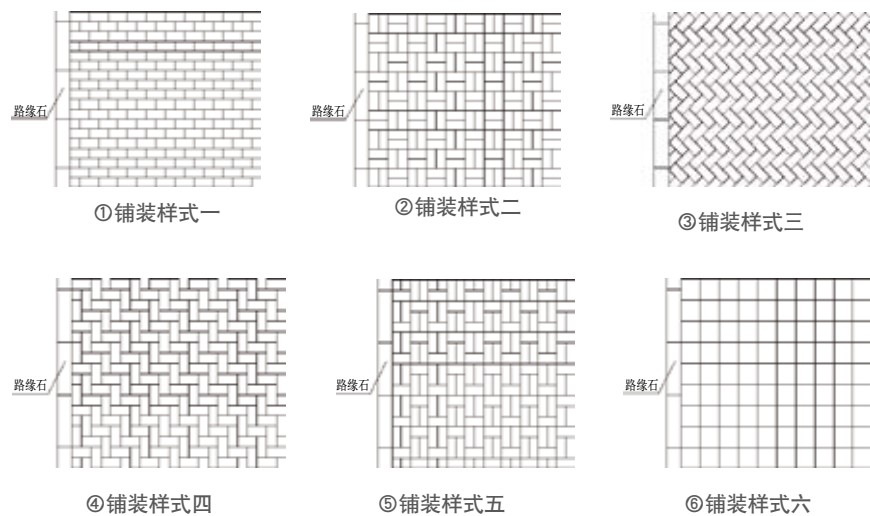 路缘石
路缘石
路缘石
①铺装样式一
②铺装样式二
③铺装样式三
路缘石
路缘石
路缘石
④铺装样式四
⑤铺装样式五
⑥铺装样式六